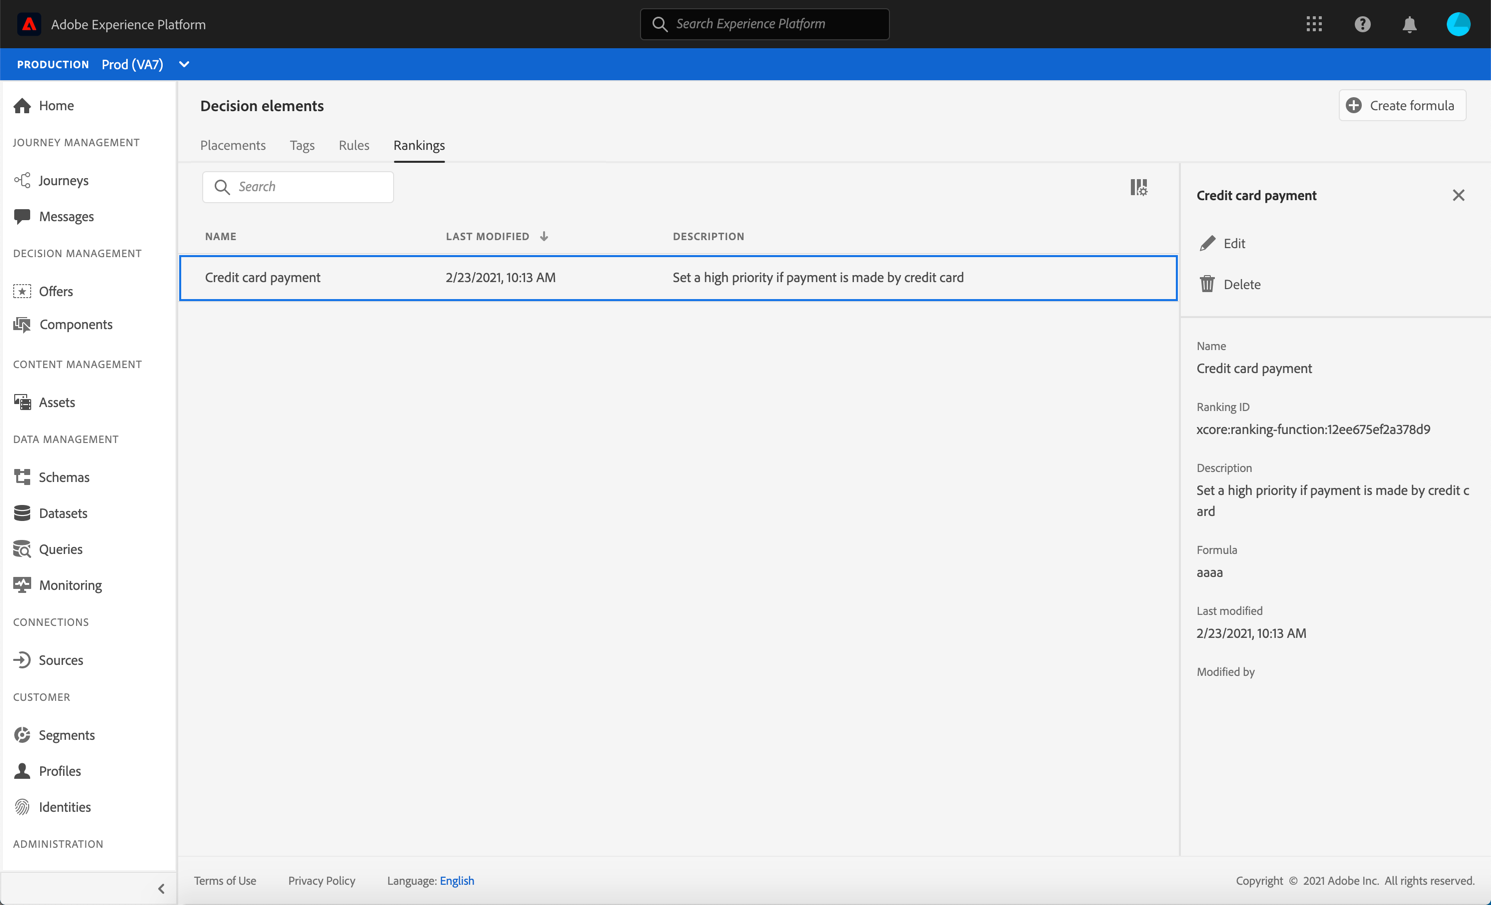 Adobe Experience Platform
Search Experience Platform
PRODUCTION Prod (VA7)
Home
JOURNEY MANAGEMENT
Journeys
Messages
DECISION MANAGEMENT
Offers
Components
CONTENT MANAGEMENT
Assets
DATA MANAGEMENT
Schemas
Datasets
Queries
Monitoring
CONNECTIONS
Sources
CUSTOMER
Segments
Profiles
Identities
ADMINISTRATION
Decision elements
Create formula
Placements Tags Rules Rankings
Search
NAME LAST MODIFIED DESCRIPTION
Credit card payment 2/23/2021, 10:13 AM Set a high priority if payment is made by credit card
Credit card payment
Edit
Delete
Name
Credit card payment
Ranking ID
xcore:ranking-function:12ee675ef2a378d9
Description
Set a high priority if payment is made by credit c
ard
Formula
aaaa
Last modified
2/23/2021, 10:13 AM
Modified by
Terms of Use Privacy Policy Language: English
Copyright © 2021 Adobe Inc. All rights reserved.